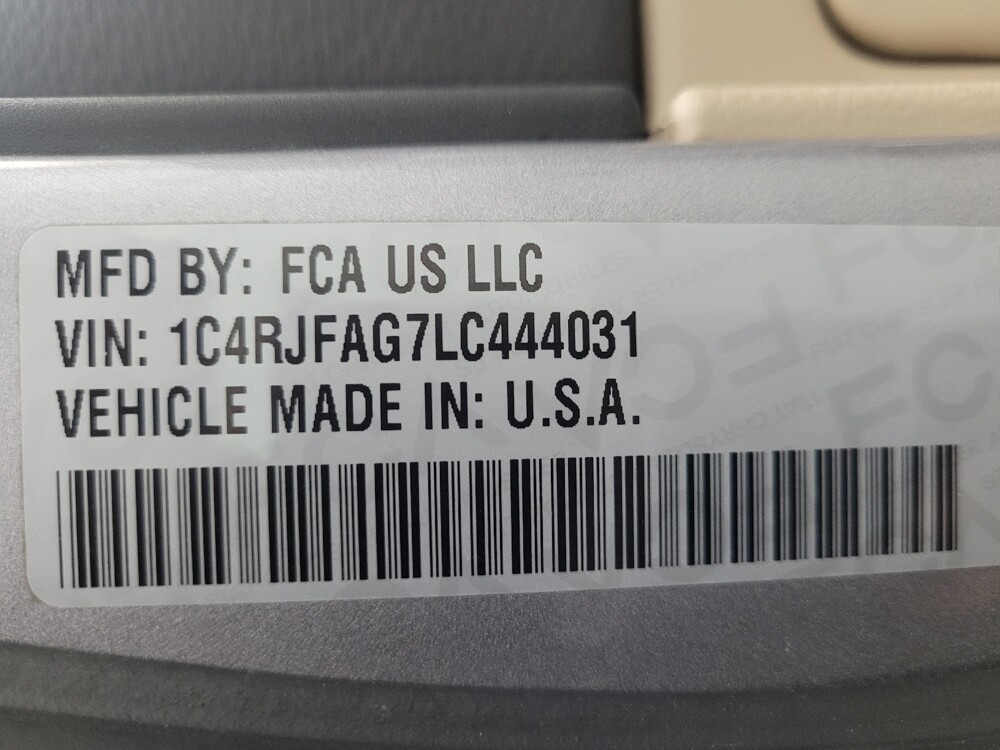 MFD BY: FCA US LLC
VIN: 1C4RJFAG7LC444031
VEHICLE MADE IN: U.S.A.